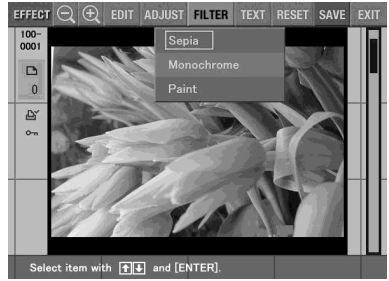 EFFECT EDIT ADJUST FILTER TEXT RESET SAVE EXIT
100-
0001
Sepia
Monochrome
Paint
0
Select item with ⬆⬇ and [ENTER].